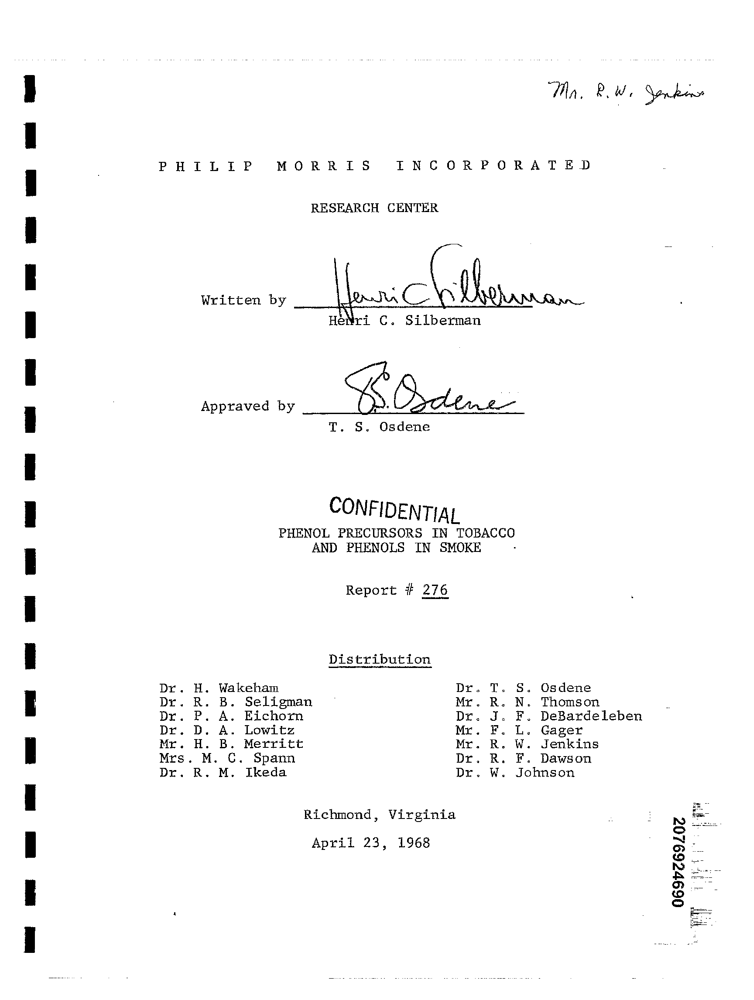 Mr. R. W. Jenkins
PHILIP MORRIS INCORPORATED
RESEARCH CENTER
Written by Henri C Silberman
Henri C. Silberman
Appraved by T.S. Osdene
T. S. Osdene
CONFIDENTIAL
PHENOL PRECURSORS IN TOBACCO
AND PHENOLS IN SMOKE
Report # 276
Distribution
Dr. H. Wakeham
Dr. R. B. Seligman
Dr. P. A. Eichorn
Dr. D. A. Lowitz
Mr. H. B. Merritt
Mrs. M. C. Spann
Dr. R. M. Ikeda
Dr. T. S. Osdene
Mr. R. N. Thomson
Dr. J. F. DeBardeleben
Mr. F. L. Gager
Mr. R. W. Jenkins
Dr. R. F. Dawson
Dr. W. Johnson
Richmond, Virginia
April 23, 1968
2076924690